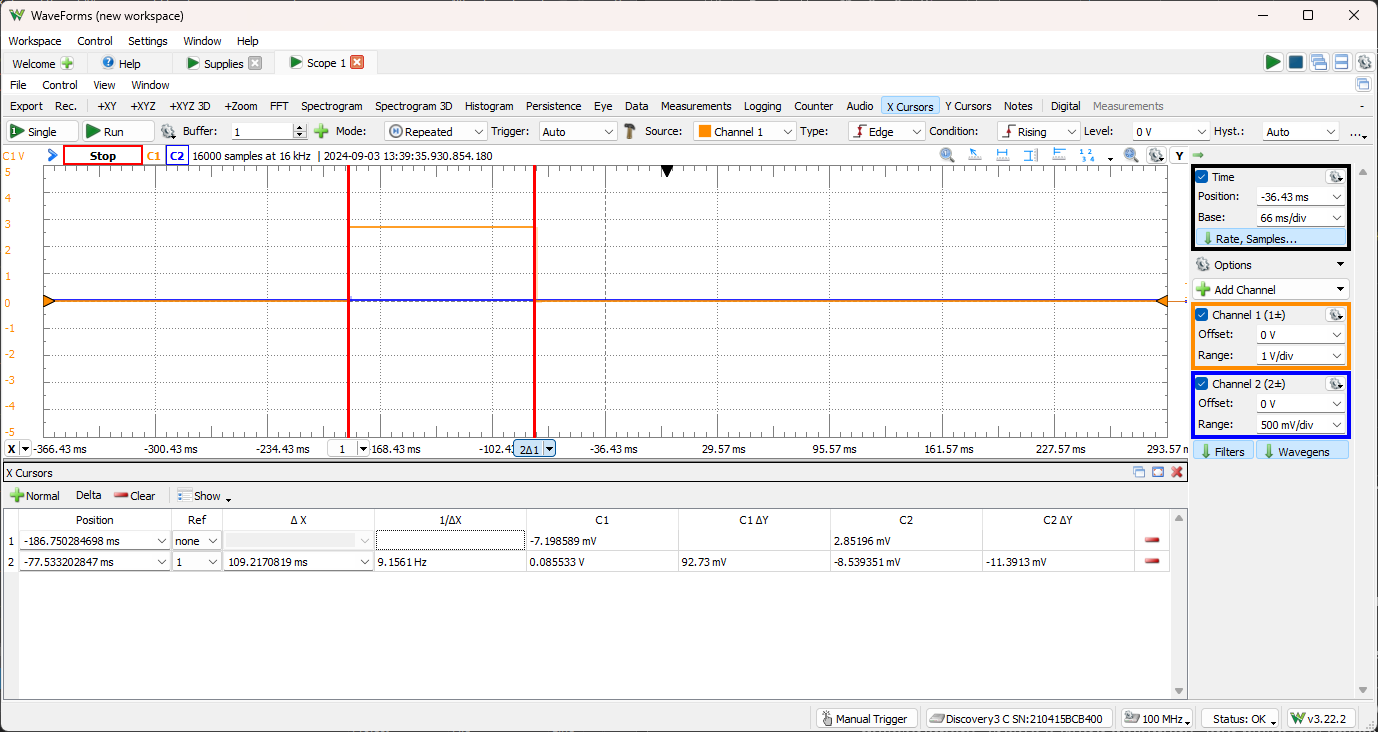 WaveForms (new workspace)
Workspace Control Settings Window Help
Welcome Help Supplies Scope 1
File Control View Window
Export Rec. +XY +XYZ +XYZ 3D +Zoom FFT Spectrogram Spectrogram 3D Histogram Persistence Eye Data Measurements Logging Counter Audio X Cursors Y Cursors Notes Digital Measurements
Single Run Buffer: 1 Mode: Repeated Trigger: Auto Source: Channel 1 Type: Edge Condition: Rising Level: 0 V Hyst.: Auto ...
C1 V Stop C1 C2 16000 samples at 16 kHz | 2024-09-03 13:39:35.930.854.180 Y
5
4
3
2
1
0
-1
-2
-3
-4
-5
X -366.43 ms -300.43 ms -234.43 ms 1 168.43 ms -102.43 2Δ1 -36.43 ms 29.57 ms 95.57 ms 161.57 ms 227.57 ms 293.57 m
Time
Position: -36.43 ms
Base: 66 ms/div
Rate, Samples...
Options
Add Channel
Channel 1 (1±)
Offset: 0 V
Range: 1 V/div
Channel 2 (2±)
Offset: 0 V
Range: 500 mV/div
Filters Wavegens
X Cursors
Normal Delta Clear Show
Position Ref Δ X 1/ΔX C1 C1 ΔY C2 C2 ΔY
1 -186.750284698 ms none -7.198589 mV 2.85196 mV
2 -77.533202847 ms 1 109.2170819 ms 9.1561 Hz 0.085533 V 92.73 mV -8.539351 mV -11.3913 mV
Manual Trigger Discovery3 C SN:210415BCB400 100 MHz Status: OK v3.22.2